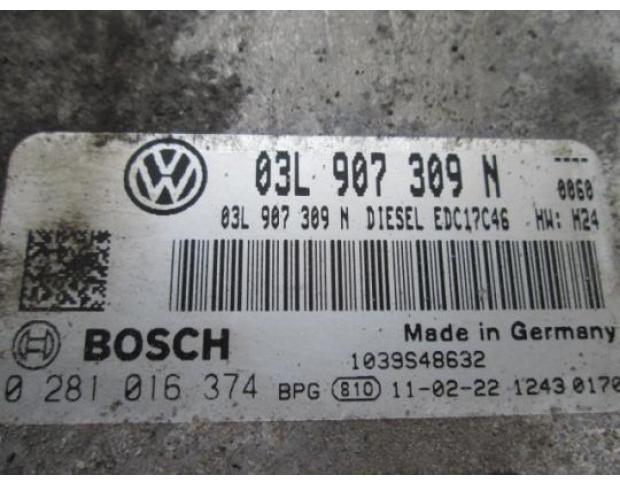 03L 907 309 N ----
0060
03L 907 309 N DIESEL EDC17C46 HW: H24
BOSCH Made in Germany
1039S48632
0 281 016 374 BPG 810 11-02-22 1243 0170